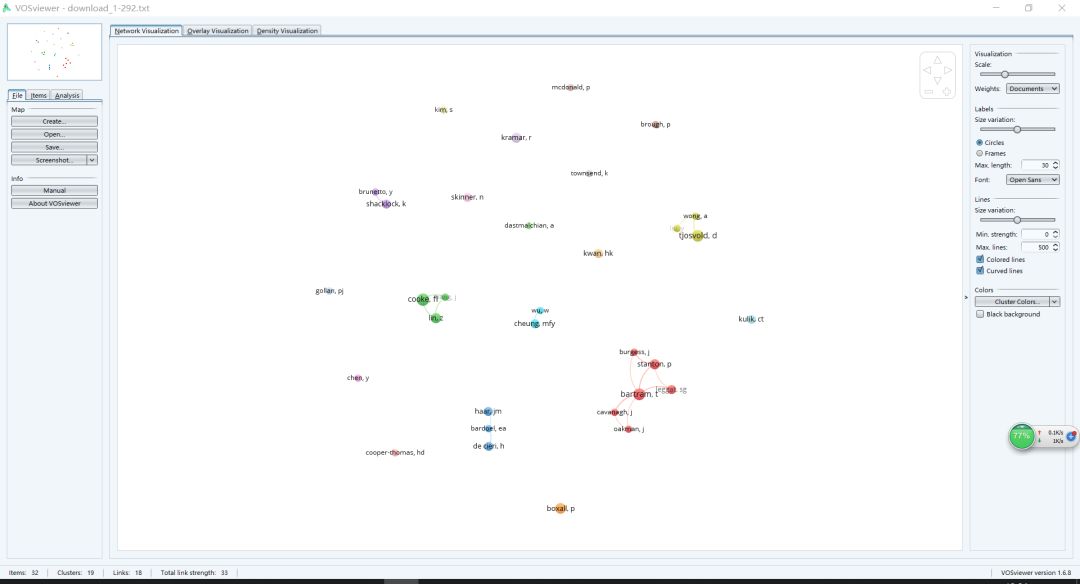 VOSviewer - download_1-292.txt
Network Visualization
Overlay Visualization
Density Visualization
File
Items
Analysis
Map
Create...
Open...
Save...
Screenshot...
Info
Manual
About VOSviewer
mcdonald, p
kim, s
brough, p
kramar, r
townsend, k
brunetto, y
shacklock, k
skinner, n
wong, a
tjosvold, d
dastmalchian, a
kwan, hk
gollan, pj
cooke, fl
lin, z
wu, w
cheung, mfy
kulik, ct
burgess, j
stanton, p
chen, y
bartram, t
leggat, sg
cavanagh, j
oakman, j
haar, jm
bardoel, ea
de cieri, h
cooper-thomas, hd
boxall, p
Visualization
Scale:
Weights:
Documents
Labels
Size variation:
Circles
Frames
Max. length:
30
Font:
Open Sans
Lines
Size variation:
Min. strength:
0
Max. lines:
500
Colored lines
Curved lines
Colors
Cluster Colors...
Black background
77%
0.1K/s
1K/s
Items: 32
Clusters: 19
Links: 18
Total link strength: 33
VOSviewer version 1.6.8